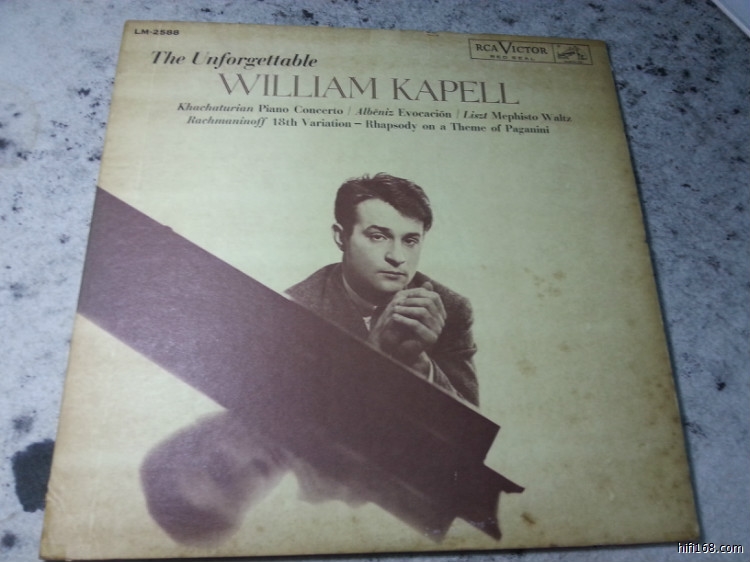 LM-2588
RCA VICTOR
RED SEAL
The Unforgettable
WILLIAM KAPELL
Khachaturian Piano Concerto / Albéniz Evocación / Liszt Mephisto Waltz
Rachmaninoff 18th Variation – Rhapsody on a Theme of Paganini
hifi168.com